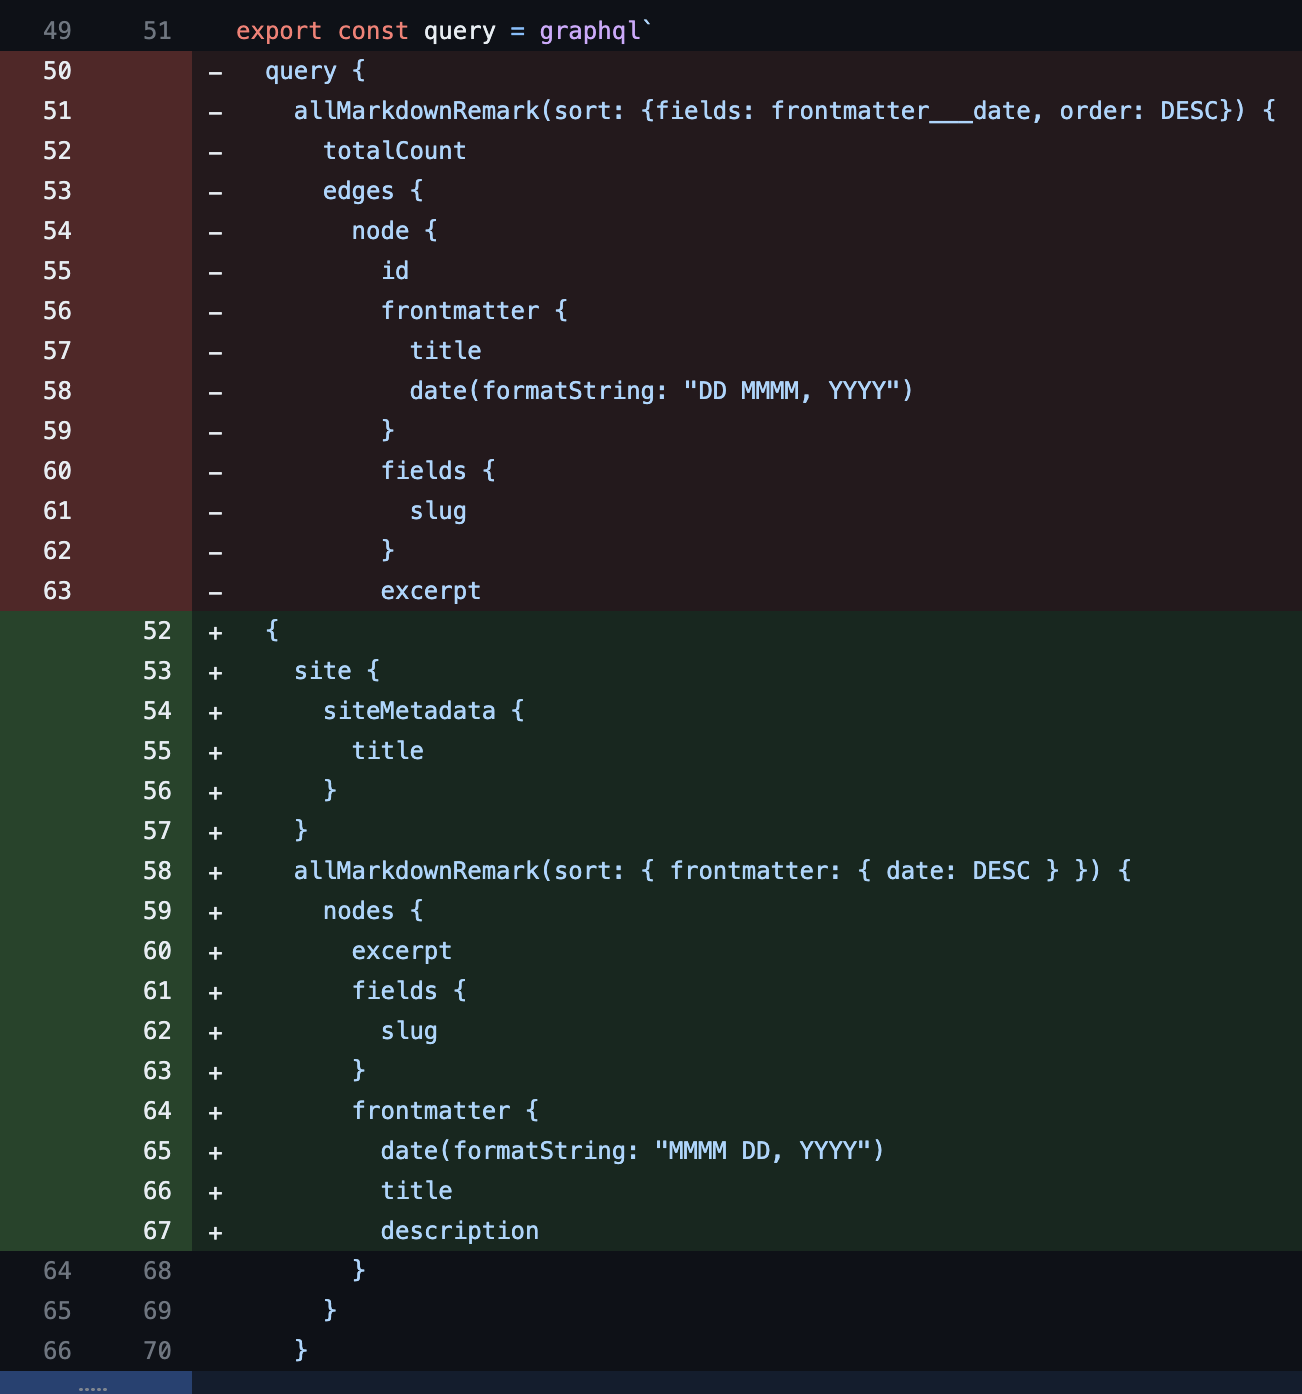 49 51 export const query = graphql`
50 - query {
51 - allMarkdownRemark(sort: {fields: frontmatter___date, order: DESC}) {
52 - totalCount
53 - edges {
54 - node {
55 - id
56 - frontmatter {
57 - title
58 - date(formatString: "DD MMMM, YYYY")
59 - }
60 - fields {
61 - slug
62 - }
63 - excerpt
52 + {
53 + site {
54 + siteMetadata {
55 + title
56 + }
57 + }
58 + allMarkdownRemark(sort: { frontmatter: { date: DESC } }) {
59 + nodes {
60 + excerpt
61 + fields {
62 + slug
63 + }
64 + frontmatter {
65 + date(formatString: "MMMM DD, YYYY")
66 + title
67 + description
64 68 }
65 69 }
66 70 }